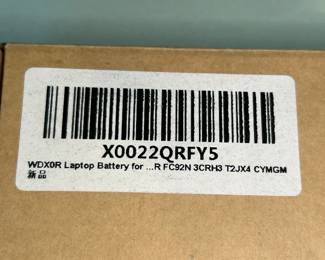 X0022QRFY5
WDX0R Laptop Battery for ...R FC92N 3CRH3 T2JX4 CYMGM
新品